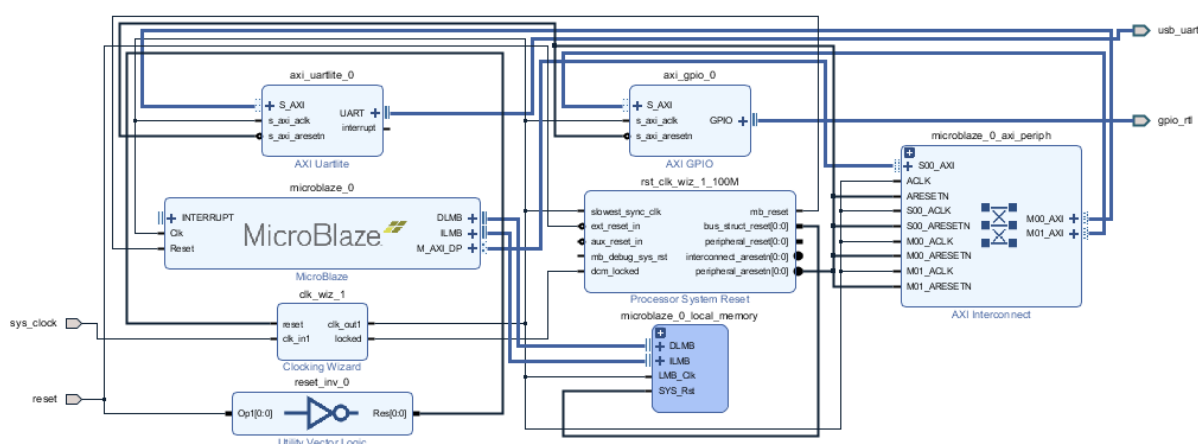 usb_uart
axi_uartlite_0
S_AXI
s_axi_aclk
s_axi_aresetn
UART
interrupt
AXI Uartlite
axi_gpio_0
S_AXI
s_axi_aclk
s_axi_aresetn
GPIO
AXI GPIO
gpio_rtl
microblaze_0_axi_periph
S00_AXI
ACLK
ARESETN
S00_ACLK
S00_ARESETN
M00_ACLK
M00_ARESETN
M01_ACLK
M01_ARESETN
M00_AXI
M01_AXI
AXI Interconnect
microblaze_0
INTERRUPT
Clk
Reset
MicroBlaze
DLMB
ILMB
M_AXI_DP
MicroBlaze
rst_clk_wiz_1_100M
slowest_sync_clk
ext_reset_in
aux_reset_in
mb_debug_sys_rst
dcm_locked
mb_reset
bus_struct_reset[0:0]
peripheral_reset[0:0]
interconnect_aresetn[0:0]
peripheral_aresetn[0:0]
Processor System Reset
clk_wiz_1
reset
clk_in1
clk_out1
locked
Clocking Wizard
sys_clock
microblaze_0_local_memory
DLMB
ILMB
LMB_Clk
SYS_Rst
reset_inv_0
Op1[0:0]
Res[0:0]
Utility Vector Logic
reset